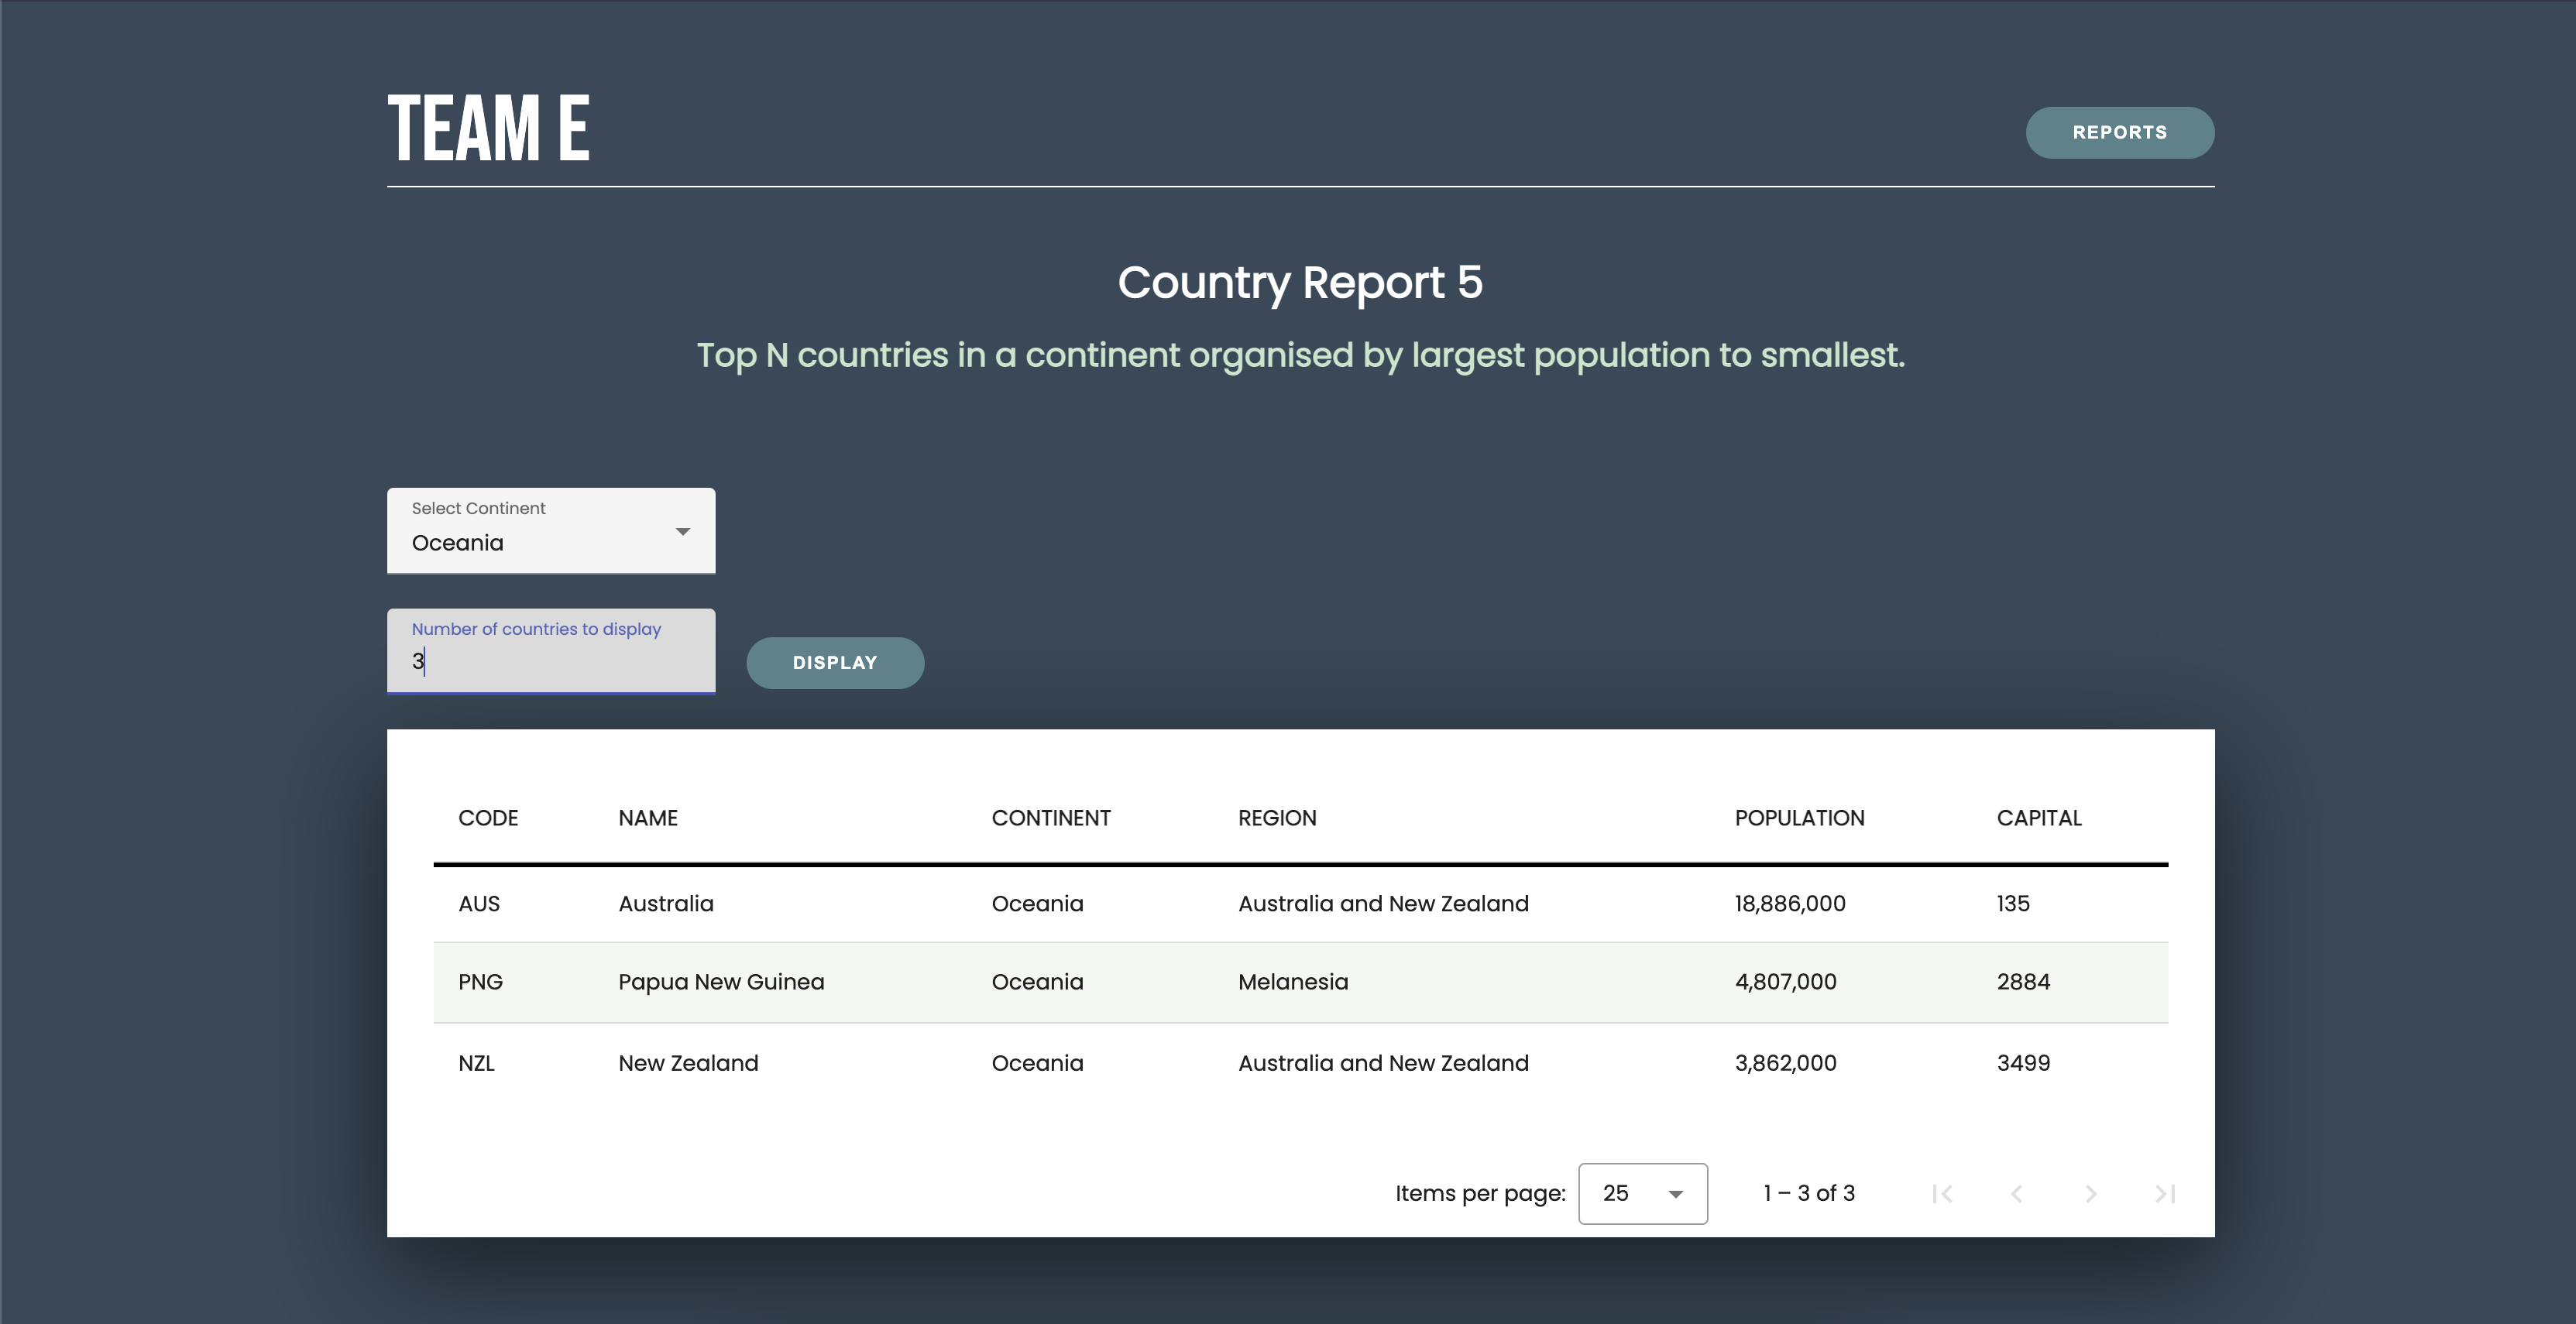 TEAM E
REPORTS
Country Report 5
Top N countries in a continent organised by largest population to smallest.
Select Continent
Oceania
Number of countries to display
3
DISPLAY
CODE NAME CONTINENT REGION POPULATION CAPITAL
AUS Australia Oceania Australia and New Zealand 18,886,000 135
PNG Papua New Guinea Oceania Melanesia 4,807,000 2884
NZL New Zealand Oceania Australia and New Zealand 3,862,000 3499
Items per page: 25 1 – 3 of 3